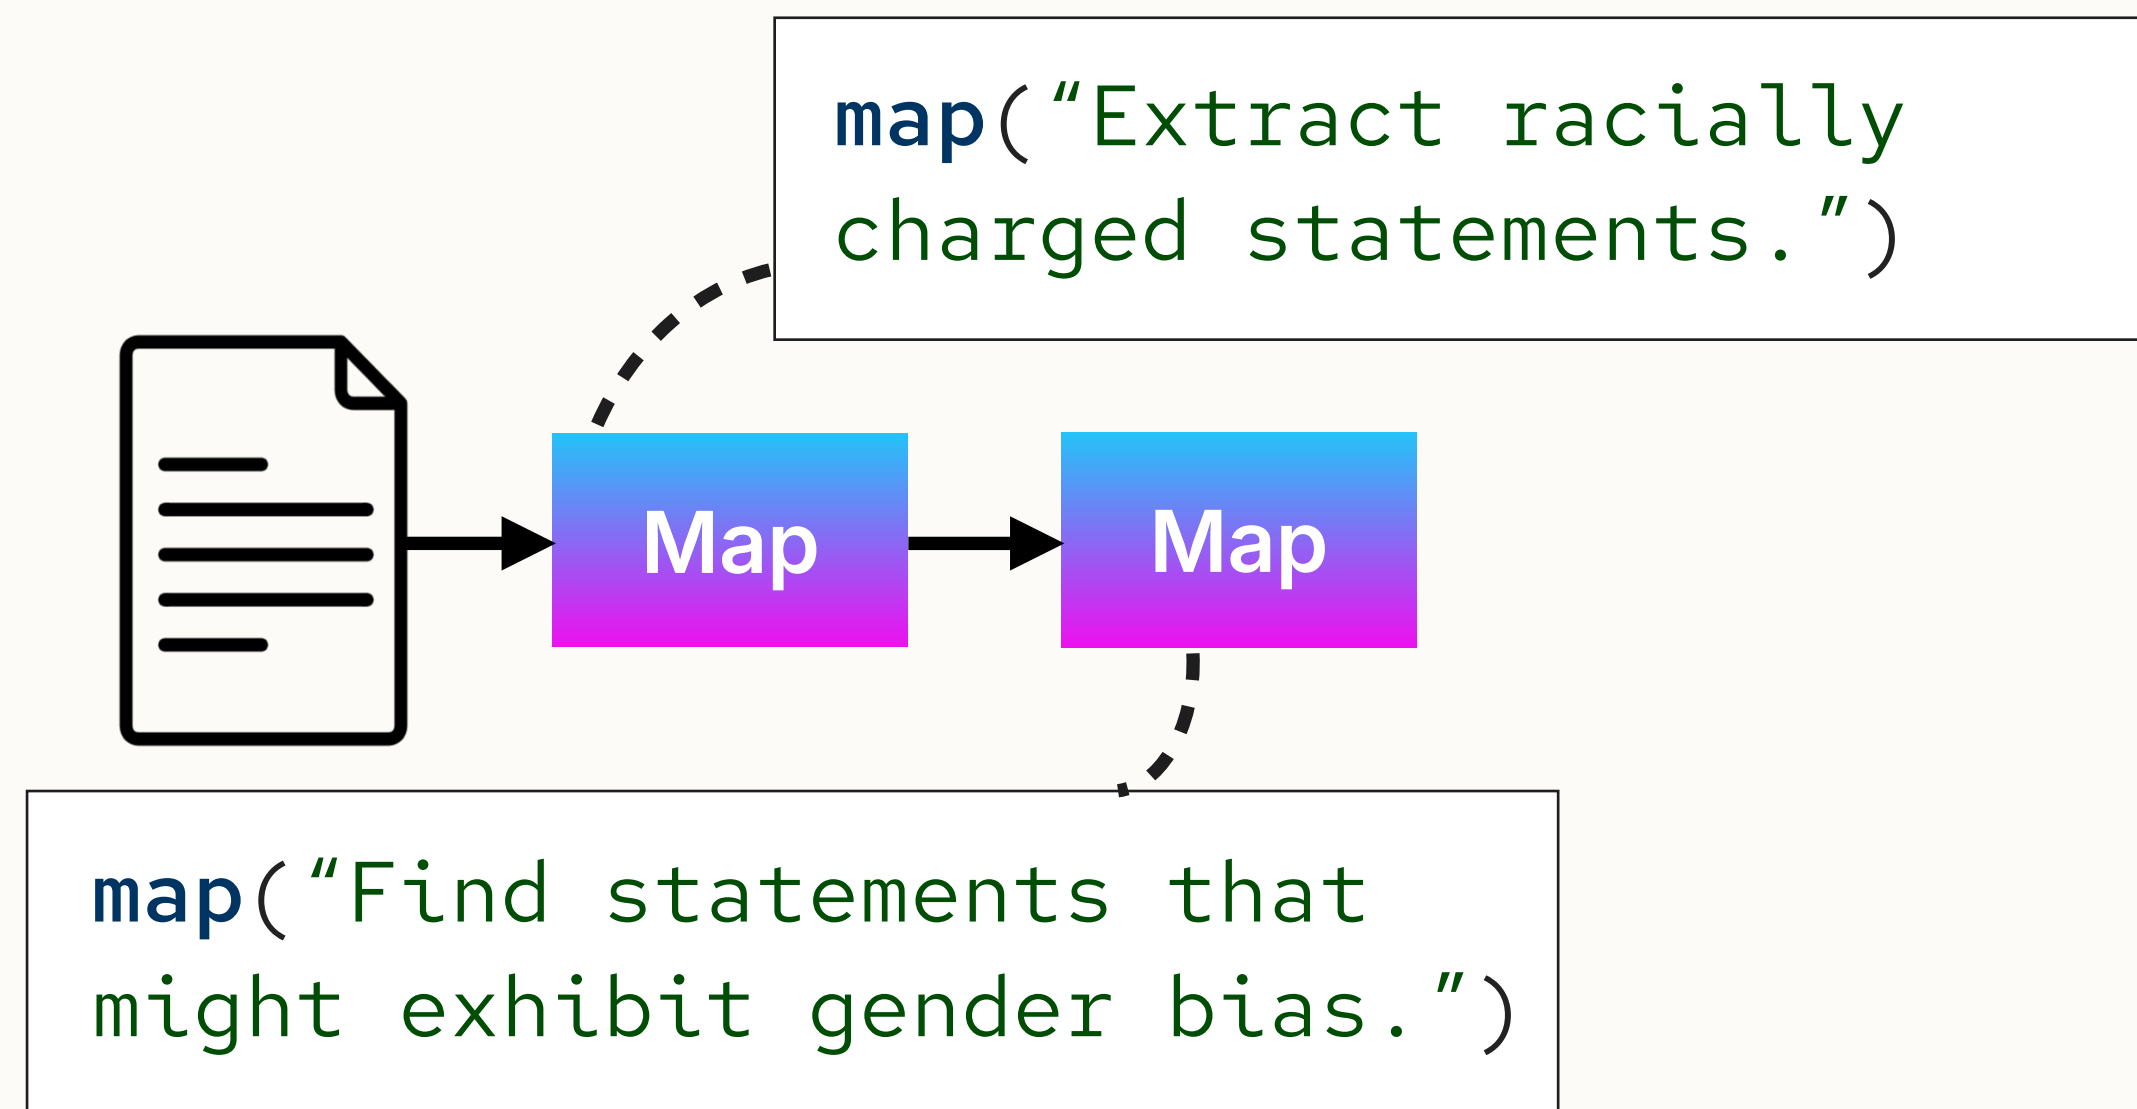 map(“Extract racially
charged statements.”)
Map
Map
map(“Find statements that
might exhibit gender bias.”)